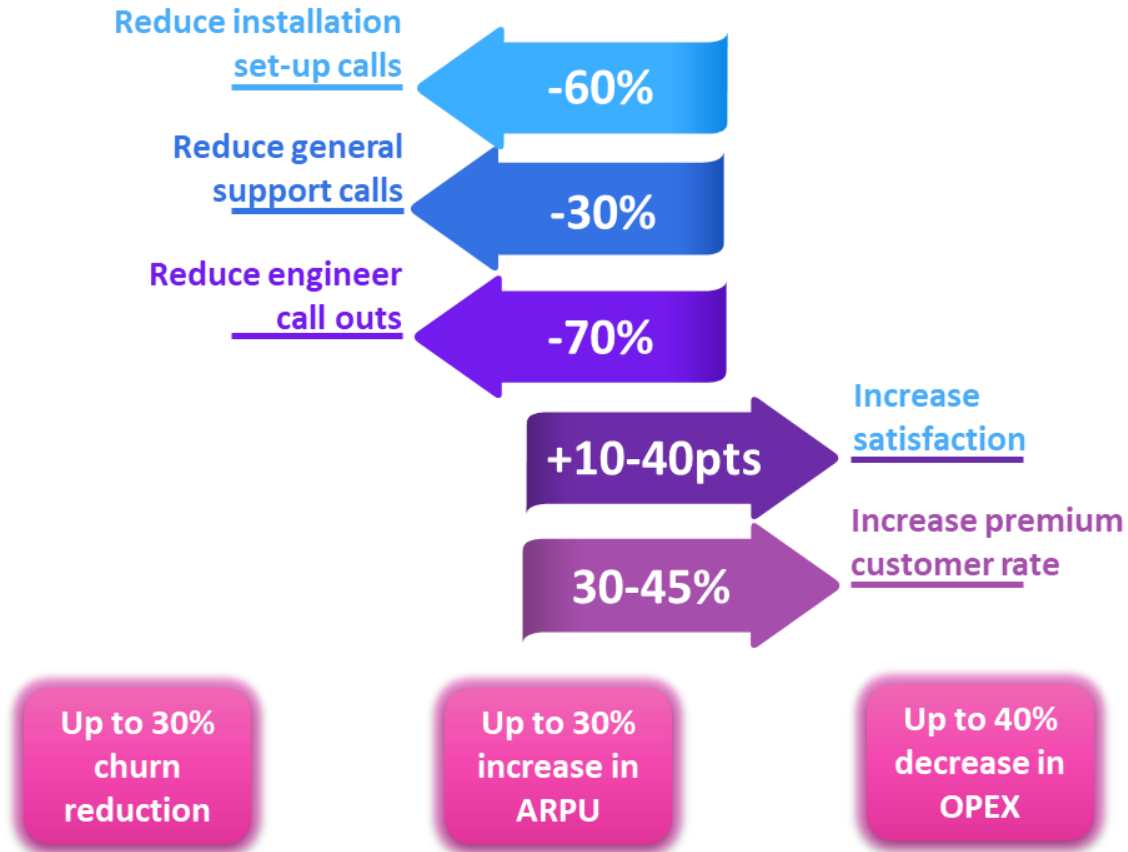 Reduce installation
set-up calls
-60%
Reduce general
support calls
-30%
Reduce engineer
call outs
-70%
+10-40pts
Increase
satisfaction
30-45%
Increase premium
customer rate
Up to 30%
churn
reduction
Up to 30%
increase in
ARPU
Up to 40%
decrease in
OPEX